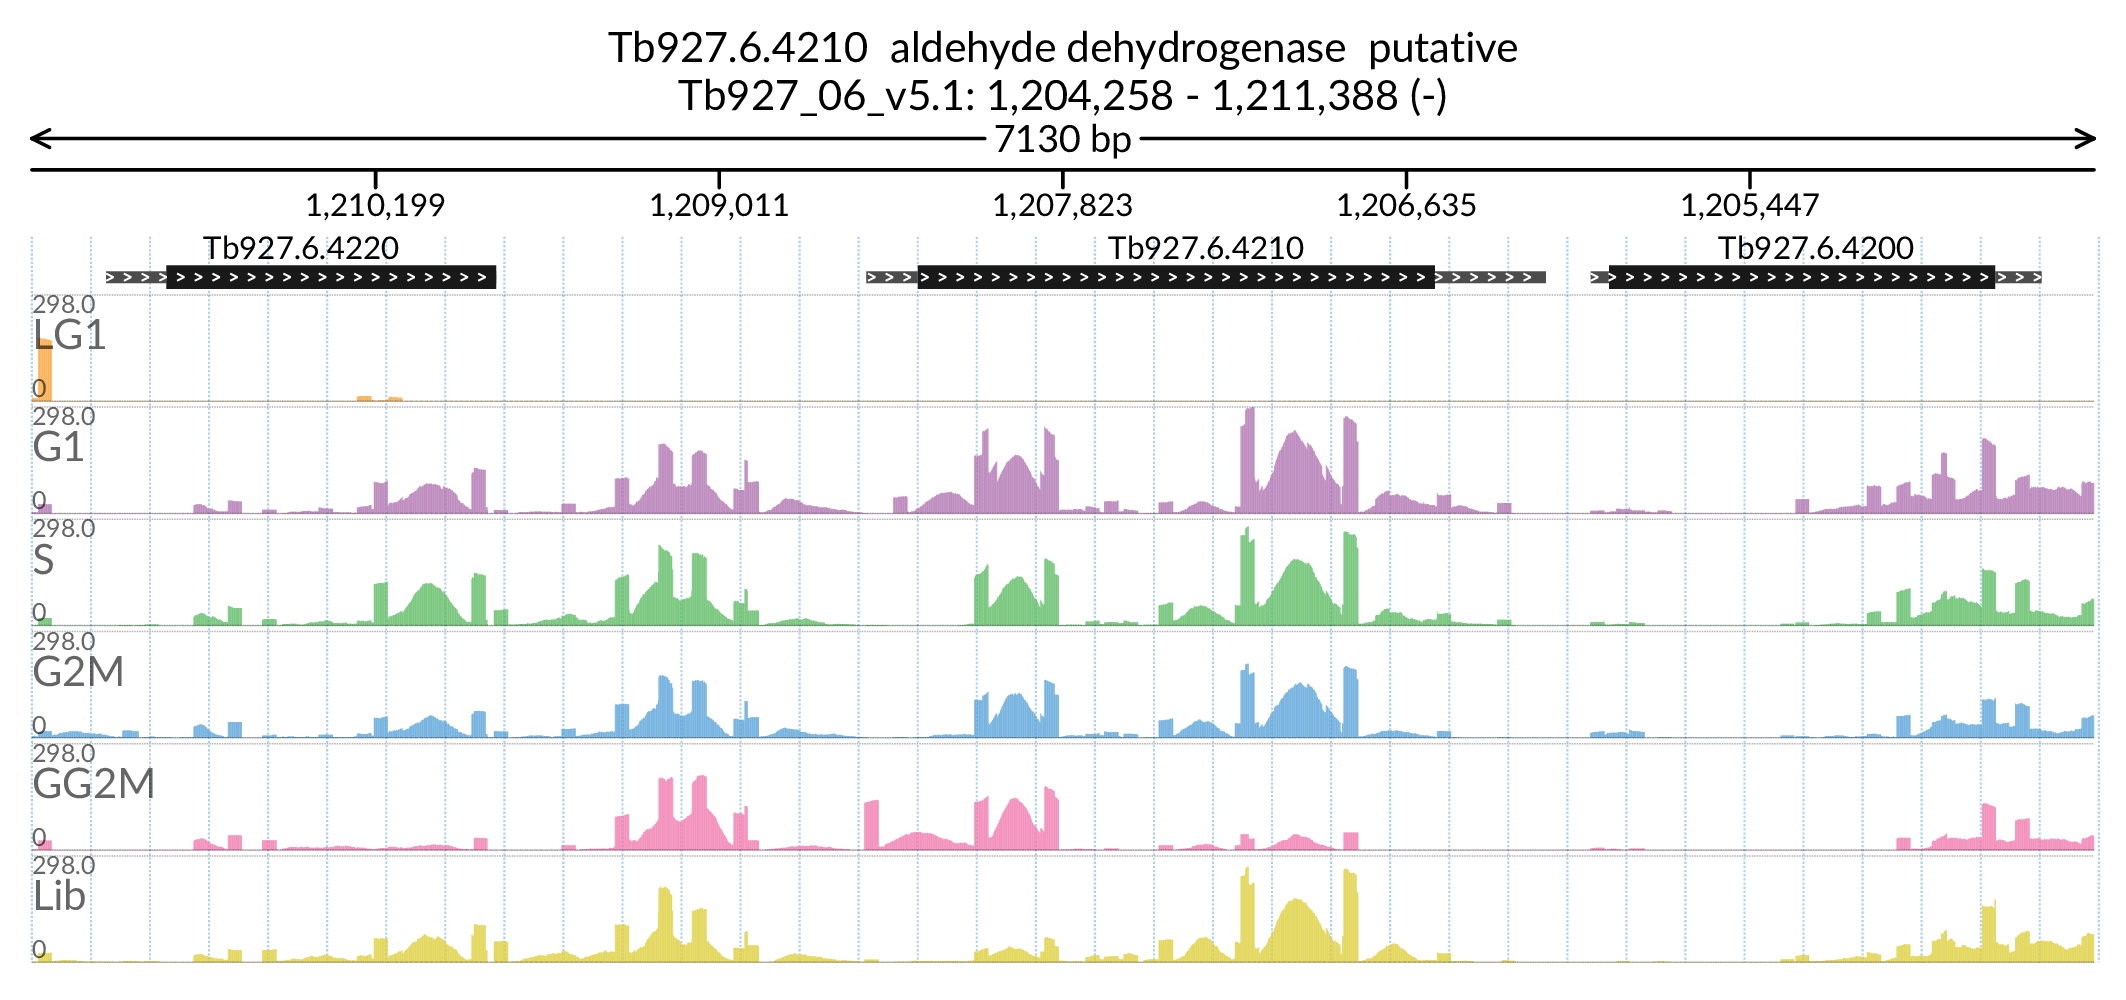 Tb927.6.4210 aldehyde dehydrogenase putative
Tb927_06_v5.1: 1,204,258 - 1,211,388 (-)
7130 bp
1,210,199 1,209,011 1,207,823 1,206,635 1,205,447
Tb927.6.4220 Tb927.6.4210 Tb927.6.4200
298.0
LG1
0
298.0
G1
0
298.0
S
0
298.0
G2M
0
298.0
GG2M
0
298.0
Lib
0